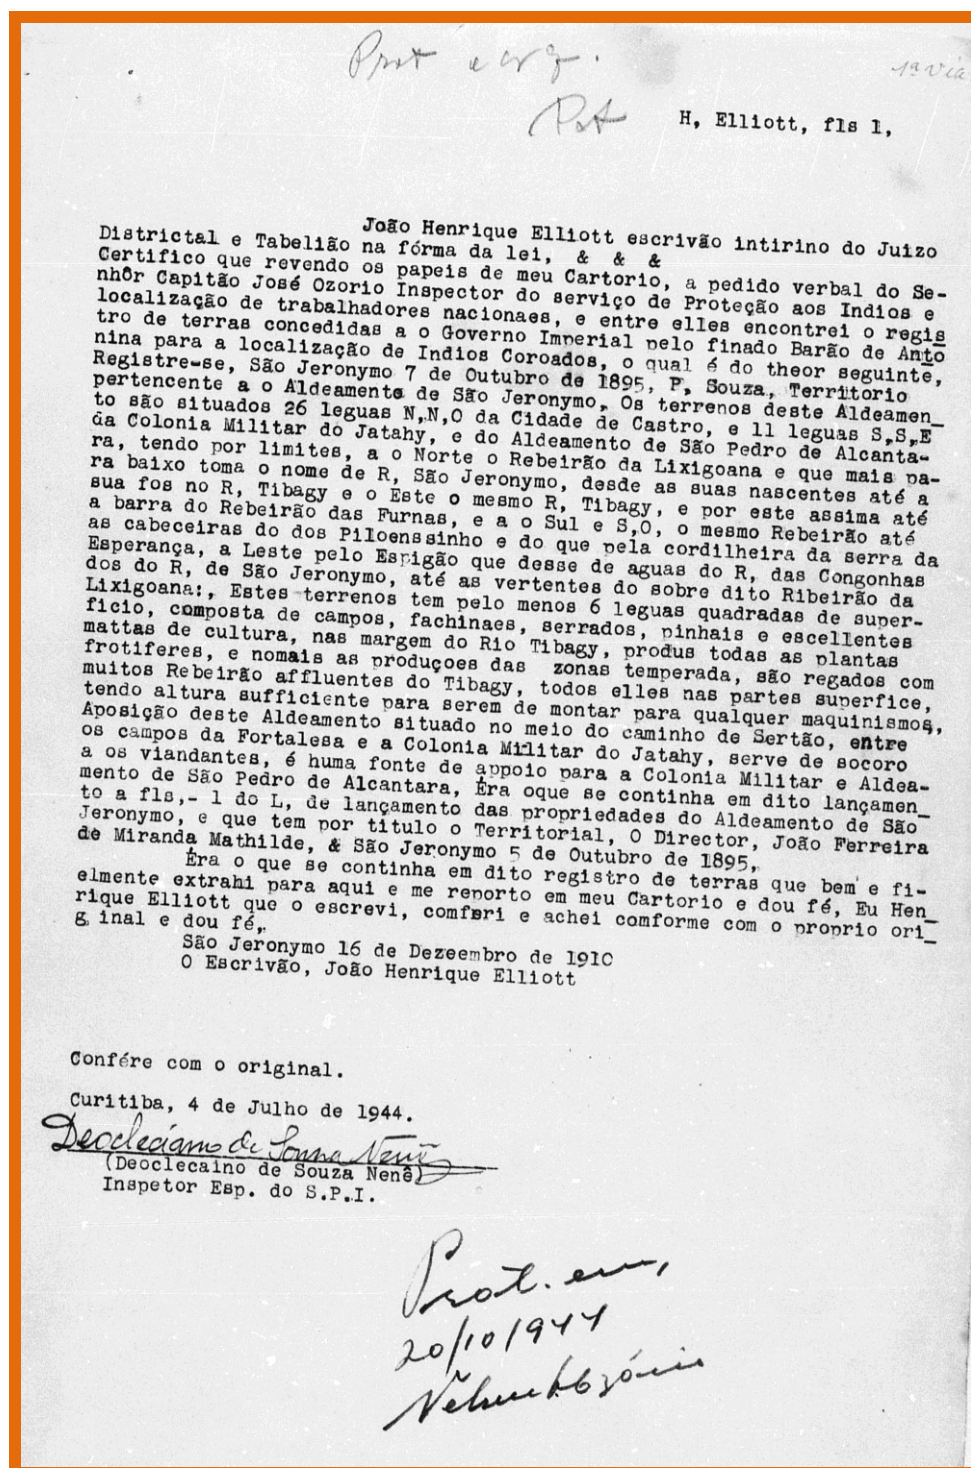 Prot
1ª via
Pat
H, Elliott, fls 1,
João Henrique Elliott escrivão intirino do Juizo
Districtal e Tabelião na fórma da lei, & & &
Certifico que revendo os papeis de meu Cartorio, a pedido verbal do Se-
nhôr Capitão José Ozorio Inspector do serviço de Proteção aos Indios e
localização de trabalhadores nacionaes, e entre elles encontrei o regis_
tro de terras concedidas a o Governo Imperial pelo finado Barão de Anto_
nina para a localização de Indios Coroados, o qual é do theor seguinte,
Registre-se, São Jeronymo 7 de Outubro de 1895, P, Souza, Territorio
pertencente a o Aldeamento de São Jeronymo, Os terrenos deste Aldeamen_
to são situados 26 leguas N,N,O da Cidade de Castro, e 11 leguas S,S,E
da Colonia Militar do Jatahy, e do Aldeamento de São Pedro de Alcanta-
ra, tendo por limites, a o Norte o Rebeirão da Lixigoana e que mais pa-
ra baixo toma o nome de R, São Jeronymo, desde as suas nascentes até a
sua fos no R, Tibagy e o Este o mesmo R, Tibagy, e por este assima até
a barra do Rebeirão das Furnas, e a o Sul e S,O, o mesmo Rebeirão até
as cabeceiras do dos Piloenssinho e do que pela cordilheira da serra da
Esperança, a Leste pelo Espigão que desse de aguas do R, das Congonhas
dos do R, de São Jeronymo, até as vertentes do sobre dito Ribeirão da
Lixigoana:, Estes terrenos tem pelo menos 6 leguas quadradas de super-
ficio, composta de campos, fachinaes, serrados, pinhais e escellentes
mattas de cultura, nas margem do Rio Tibagy, produs todas as plantas
frotiferes, e nomais as produçoes das zonas temperada, são regados com
muitos Rebeirão affluentes do Tibagy, todos elles nas partes superfice,
tendo altura sufficiente para serem de montar para qualquer maquinismos,
Aposição deste Aldeamento situado no meio do caminho de Sertão, entre
os campos da Fortalesa e a Colonia Militar do Jatahy, serve de socoro
a os viandantes, é huma fonte de appoio para a Colonia Militar e Aldea-
mento de São Pedro de Alcantara, Éra oque se continha em dito lançamen_
to a fls,- 1 do L, de lançamento das propriedades do Aldeamento de São
Jeronymo, e que tem por titulo o Territorial, O Director, João Ferreira
de Miranda Mathilde, & São Jeronymo 5 de Outubro de 1895,
Éra o que se continha em dito registro de terras que bem e fi-
elmente extrahi para aqui e me reporto em meu Cartorio e dou fé, Eu Hen_
rique Elliott que o escrevi, comferi e achei comforme com o proprio ori_
g inal e dou fé,
São Jeronymo 16 de Dezeembro de 1910
O Escrivão, João Henrique Elliott
Confére com o original.
Curitiba, 4 de Julho de 1944.
Deocleciano de Souza Nenê
(Deoclecaino de Souza Nenê)
Inspetor Esp. do S.P.I.
Prot. em,
20/10/1944